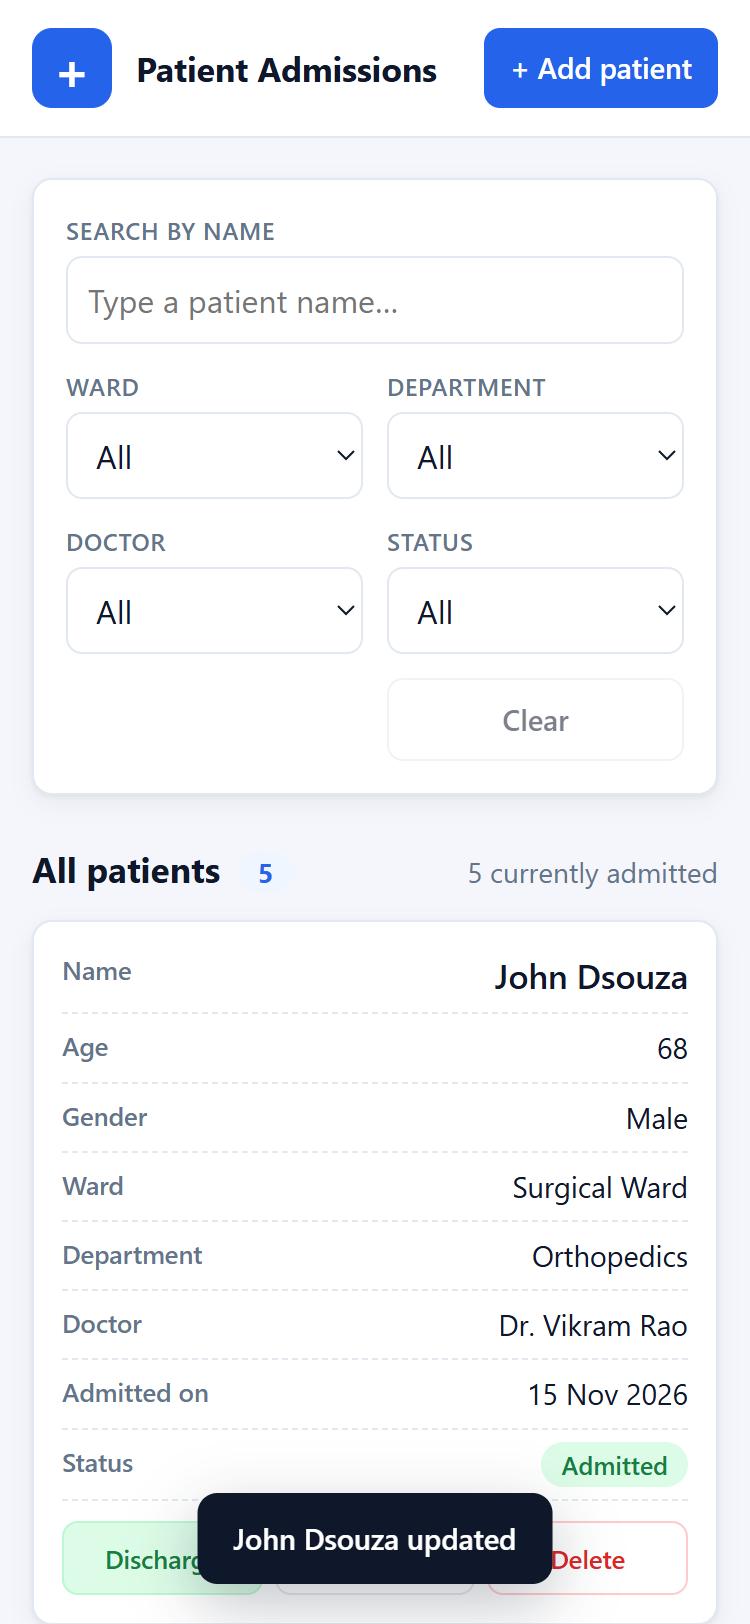 + Patient Admissions + Add patient
SEARCH BY NAME
Type a patient name...
WARD DEPARTMENT
All All
DOCTOR STATUS
All All
Clear
All patients 5 5 currently admitted
Name John Dsouza
Age 68
Gender Male
Ward Surgical Ward
Department Orthopedics
Doctor Dr. Vikram Rao
Admitted on 15 Nov 2026
Status Admitted
John Dsouza updated
Delete